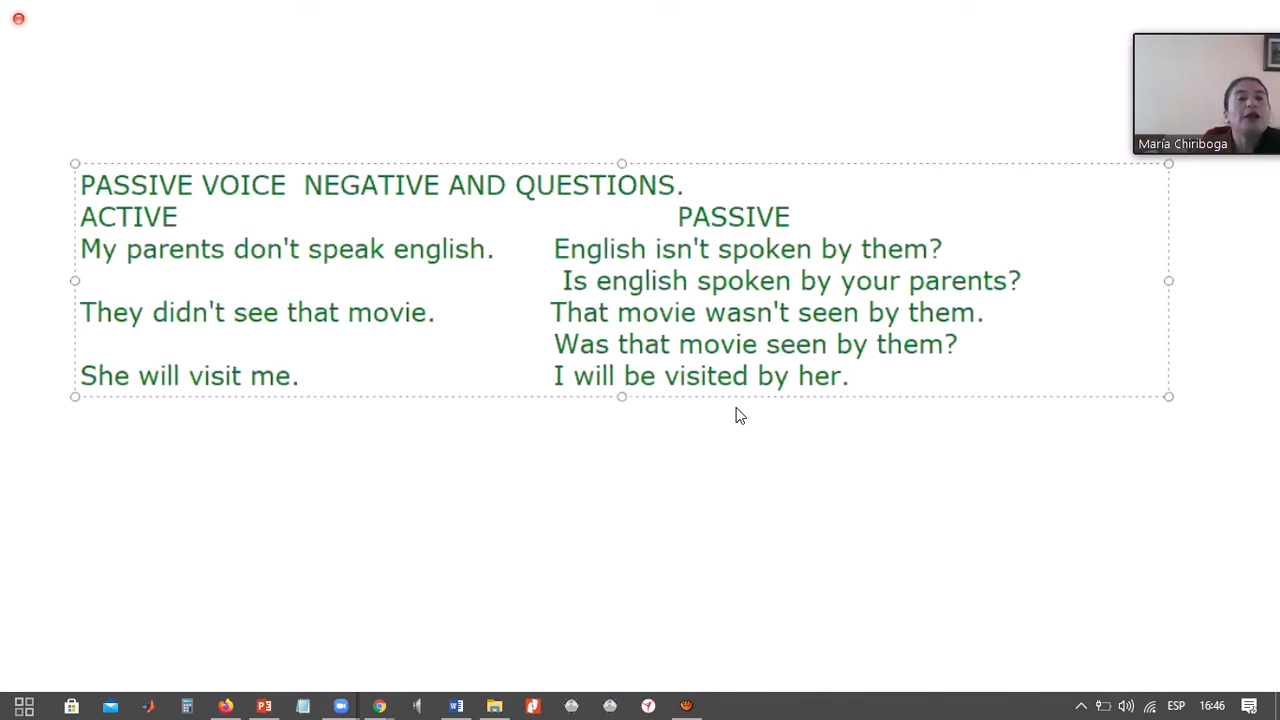 María Chiriboga
PASSIVE VOICE NEGATIVE AND QUESTIONS.
ACTIVE PASSIVE
My parents don't speak english. English isn't spoken by them?
Is english spoken by your parents?
They didn't see that movie. That movie wasn't seen by them.
Was that movie seen by them?
She will visit me. I will be visited by her.
ESP 16:46